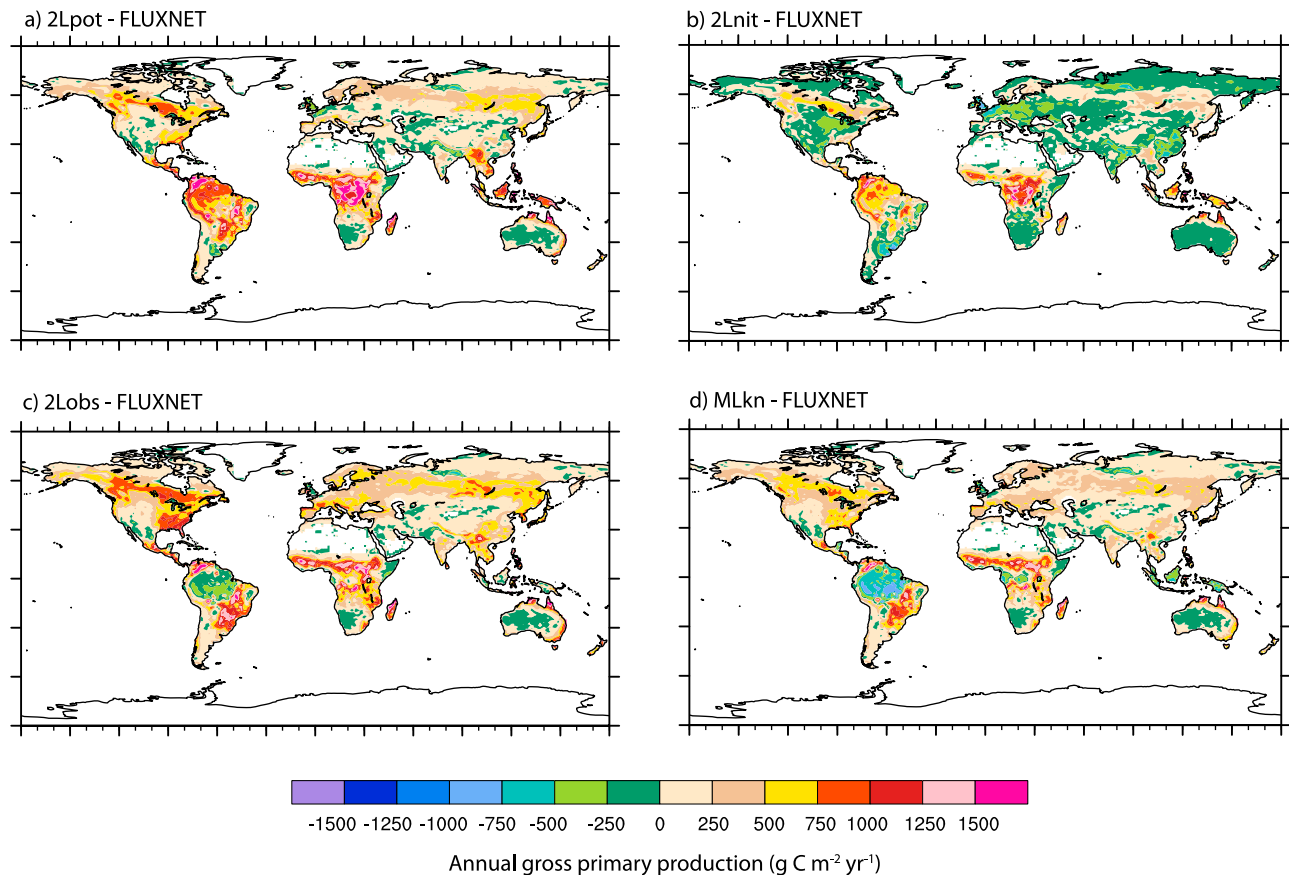 a) 2Lpot - FLUXNET
b) 2Lnit - FLUXNET
c) 2Lobs - FLUXNET
d) MLkn - FLUXNET
-1500 -1250 -1000 -750 -500 -250 0 250 500 750 1000 1250 1500
Annual gross primary production (g C m⁻² yr⁻¹)